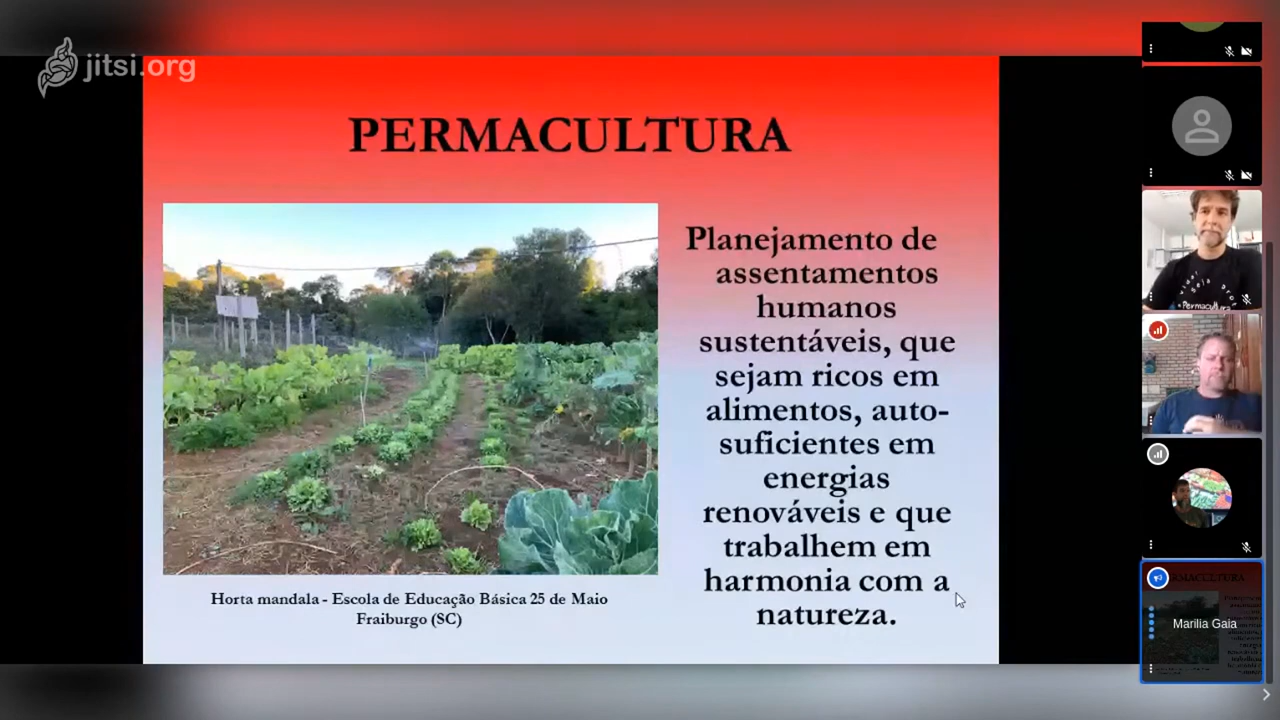 jitsi.org
PERMACULTURA
Planejamento de
assentamentos
humanos
sustentáveis, que
sejam ricos em
alimentos, auto-
suficientes em
energias
renováveis e que
trabalhem em
harmonia com a
natureza.
Horta mandala - Escola de Educação Básica 25 de Maio
Fraiburgo (SC)
Permacultura
Marilia Gaia